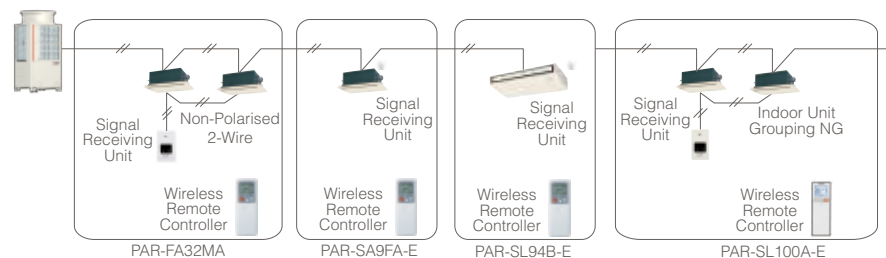 Signal
Receiving
Unit
Non-Polarised
2-Wire
Wireless
Remote
Controller
PAR-FA32MA
Signal
Receiving
Unit
Wireless
Remote
Controller
PAR-SA9FA-E
Signal
Receiving
Unit
Wireless
Remote
Controller
PAR-SL94B-E
Signal
Receiving
Unit
Indoor Unit
Grouping NG
Wireless
Remote
Controller
PAR-SL100A-E